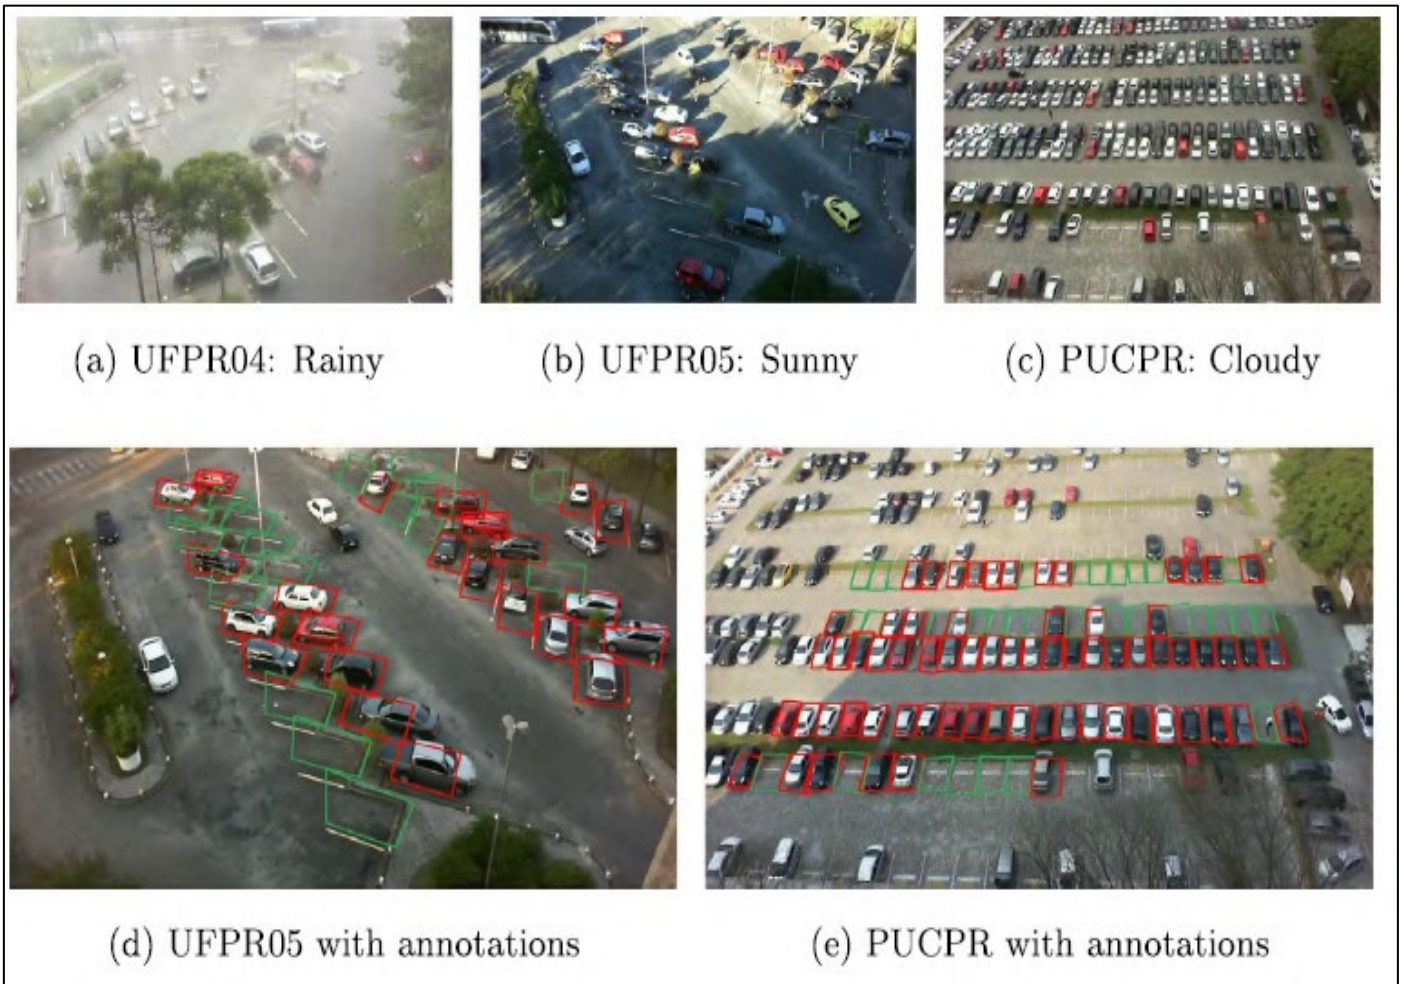 (a) UFPR04: Rainy
(b) UFPR05: Sunny
(c) PUCPR: Cloudy
(d) UFPR05 with annotations
(e) PUCPR with annotations